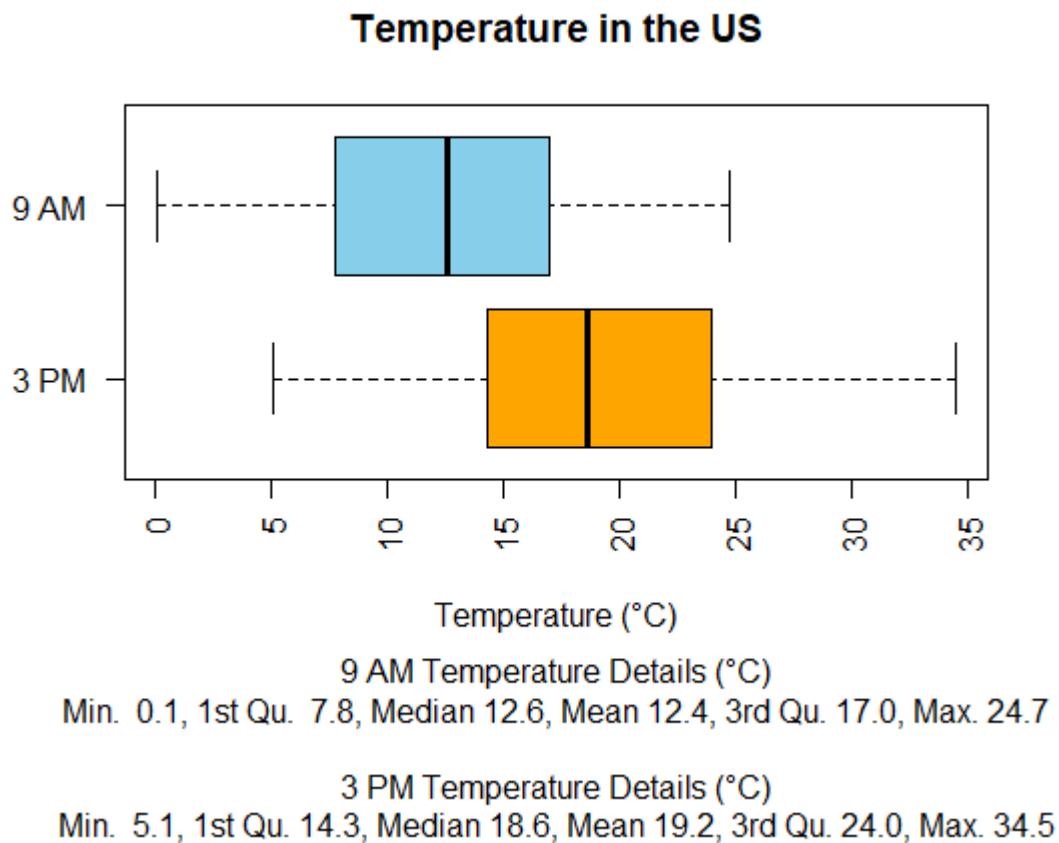 Temperature in the US
9 AM
3 PM
0 5 10 15 20 25 30 35
Temperature (°C)
9 AM Temperature Details (°C)
Min. 0.1, 1st Qu. 7.8, Median 12.6, Mean 12.4, 3rd Qu. 17.0, Max. 24.7
3 PM Temperature Details (°C)
Min. 5.1, 1st Qu. 14.3, Median 18.6, Mean 19.2, 3rd Qu. 24.0, Max. 34.5